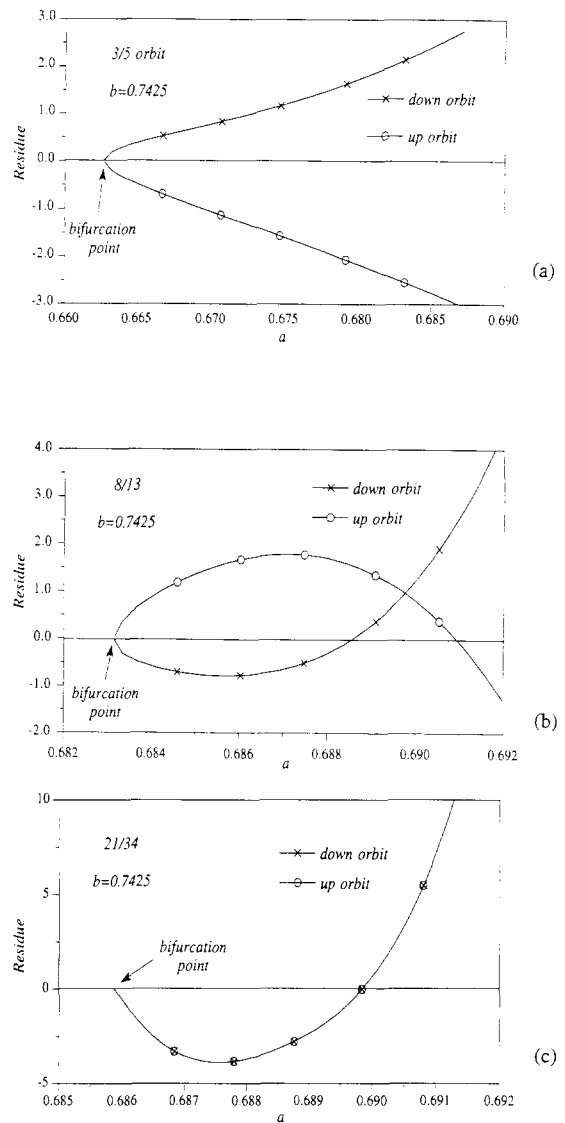 3.0
3/5 orbit
2.0
b=0.7425
down orbit
1.0
up orbit
Residue
0.0
-1.0
bifurcation
point
-2.0
-3.0
(a)
0.660 0.665 0.670 0.675 0.680 0.685 0.690
a
4.0
8/13
down orbit
3.0
b=0.7425
up orbit
2.0
Residue
1.0
0.0
-1.0
bifurcation
point
-2.0
(b)
0.682 0.684 0.686 0.688 0.690 0.692
a
10
21/34
down orbit
b=0.7425
up orbit
5
Residue
bifurcation
point
0
-5
(c)
0.685 0.686 0.687 0.688 0.689 0.690 0.691 0.692
a